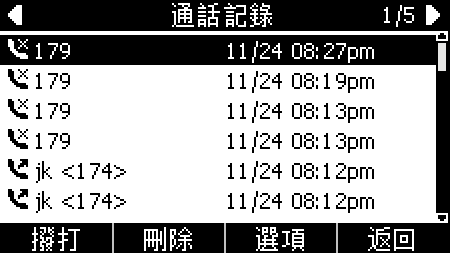 通話記錄 1/5
179 11/24 08:27pm
179 11/24 08:19pm
179 11/24 08:13pm
179 11/24 08:13pm
jk <174> 11/24 08:12pm
jk <174> 11/24 08:12pm
撥打 刪除 選項 返回